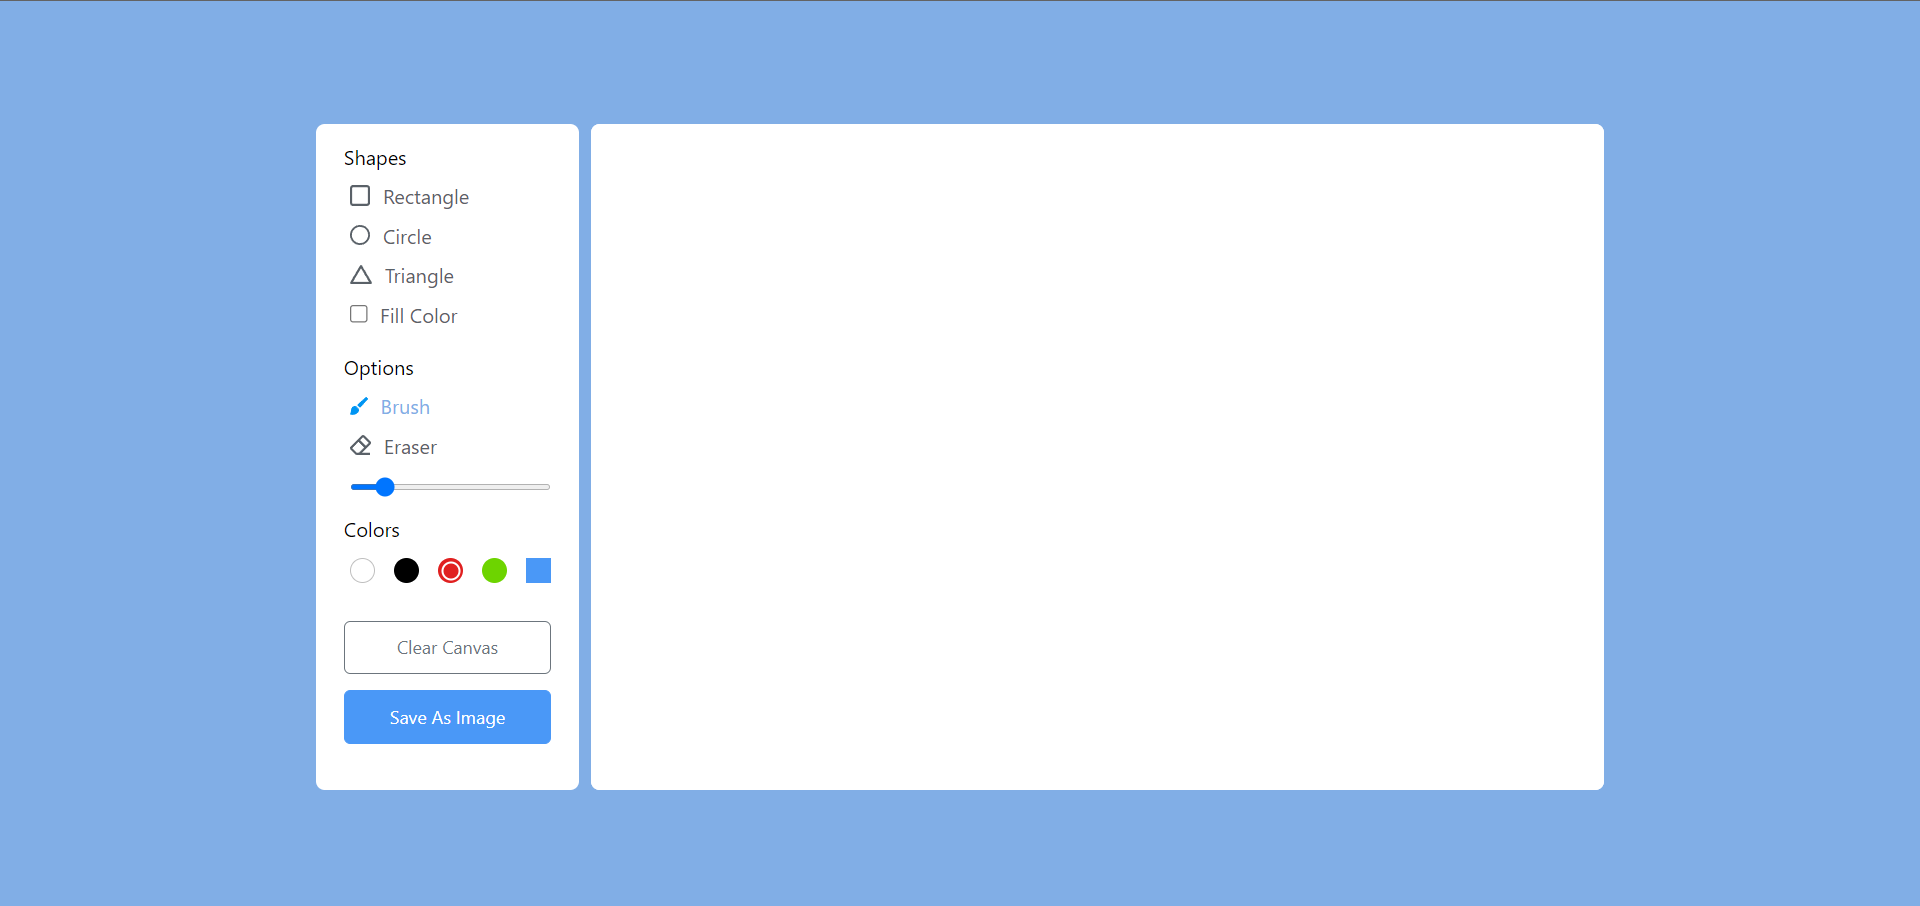 Shapes
Rectangle
Circle
Triangle
Fill Color
Options
Brush
Eraser
Colors
Clear Canvas
Save As Image